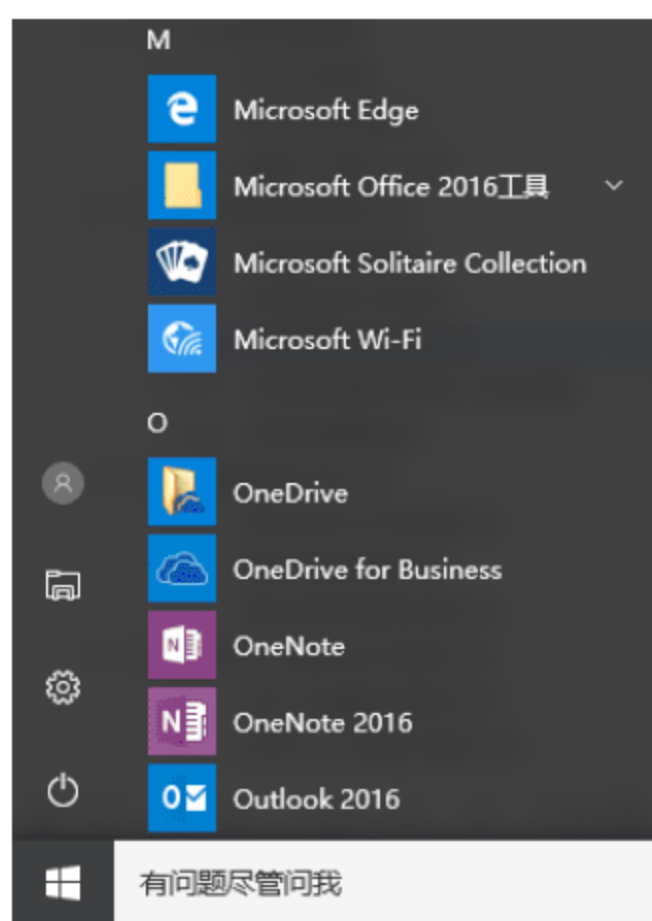 M
Microsoft Edge
Microsoft Office 2016工具
Microsoft Solitaire Collection
Microsoft Wi-Fi
O
OneDrive
OneDrive for Business
OneNote
OneNote 2016
Outlook 2016
有问题尽管问我